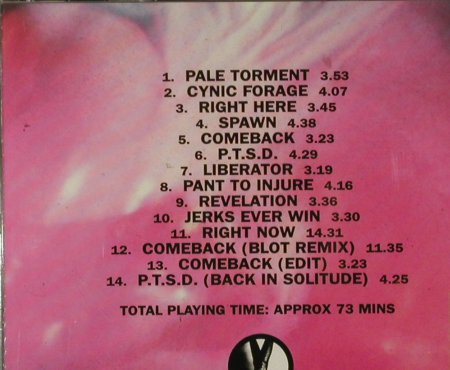 1. PALE TORMENT 3.53
2. CYNIC FORAGE 4.07
3. RIGHT HERE 3.45
4. SPAWN 4.38
5. COMEBACK 3.23
6. P.T.S.D. 4.29
7. LIBERATOR 3.19
8. PANT TO INJURE 4.16
9. REVELATION 3.36
10. JERKS EVER WIN 3.30
11. RIGHT NOW 14.31
12. COMEBACK (BLOT REMIX) 11.35
13. COMEBACK (EDIT) 3.23
14. P.T.S.D. (BACK IN SOLITUDE) 4.25
TOTAL PLAYING TIME: APPROX 73 MINS